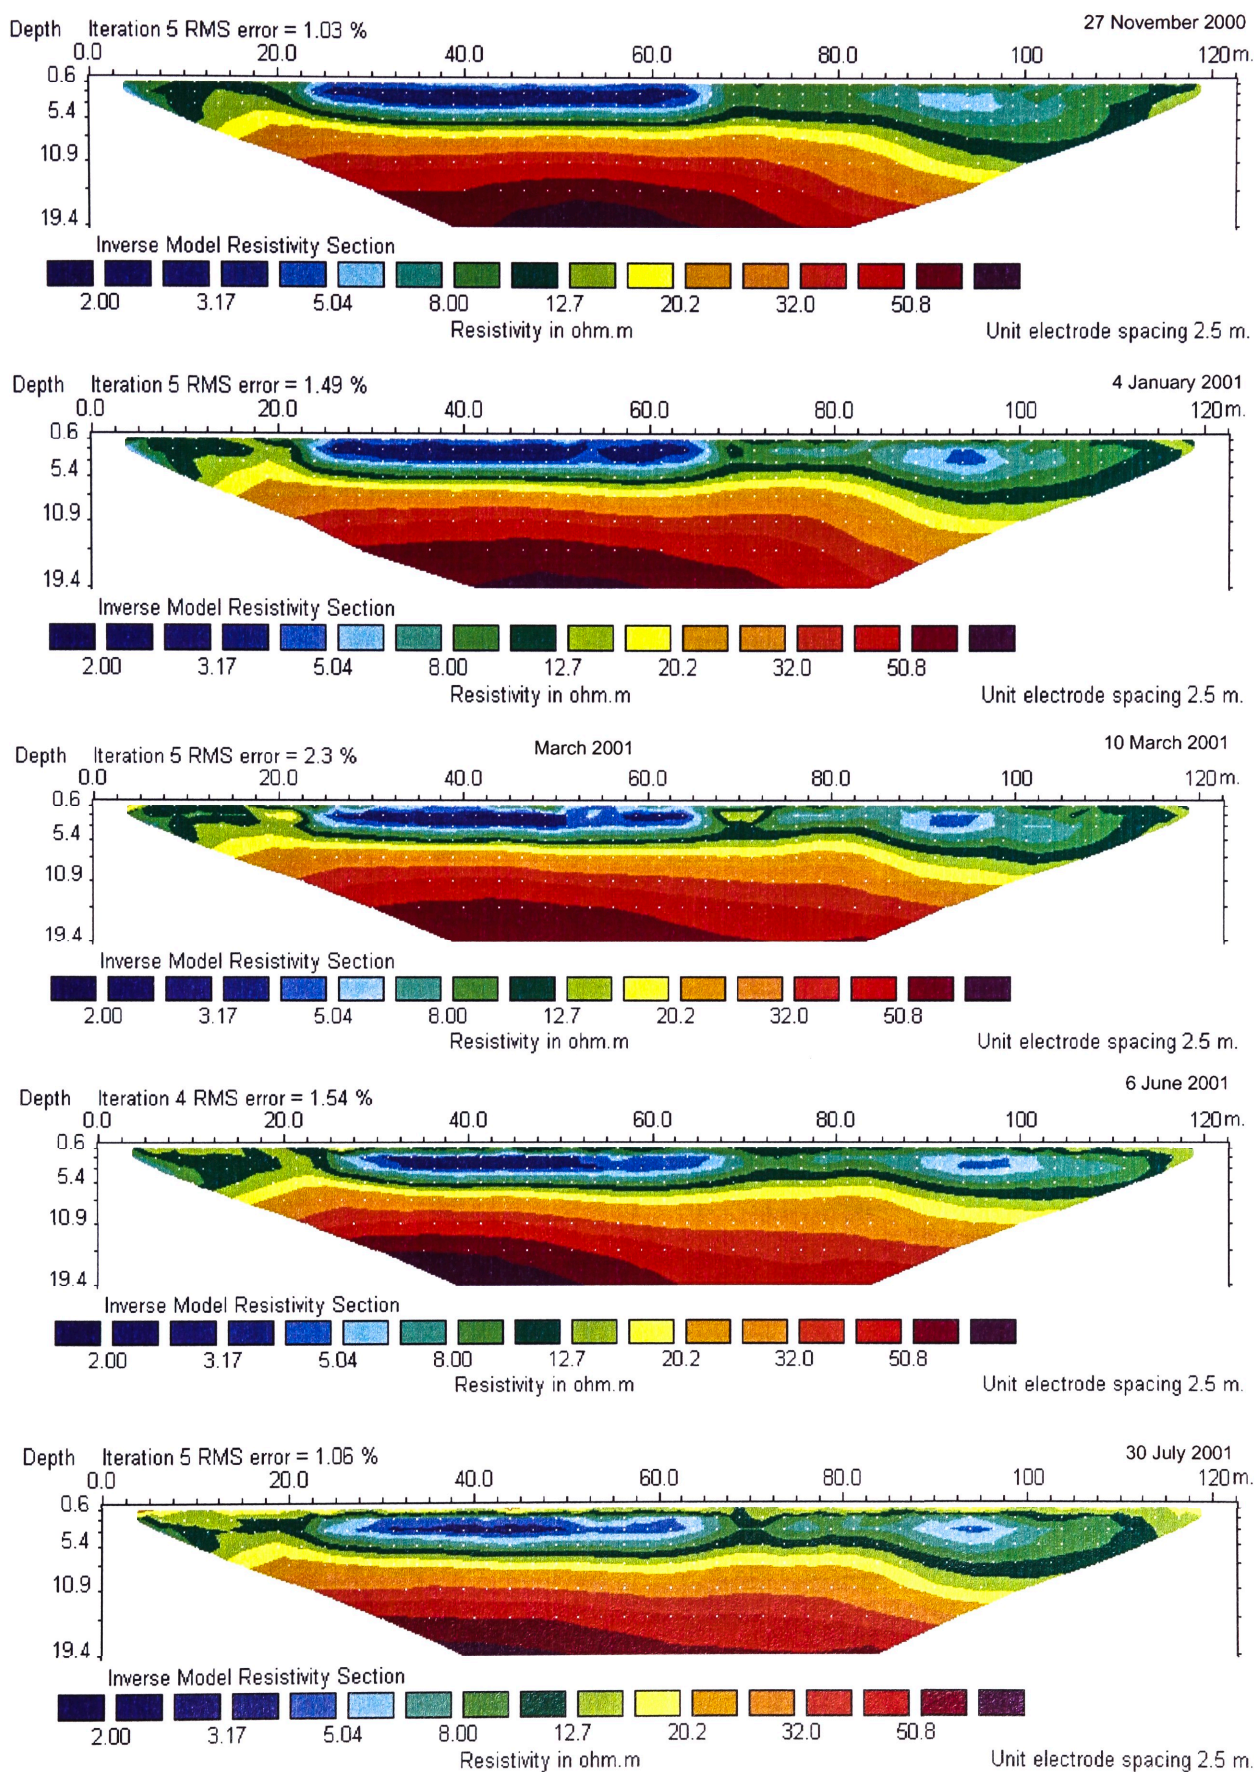 27 November 2000
Depth Iteration 5 RMS error = 1.03 %
0.0 20.0 40.0 60.0 80.0 100 120 m.
0.6
5.4
10.9
19.4
Inverse Model Resistivity Section
2.00 3.17 5.04 8.00 12.7 20.2 32.0 50.8
Resistivity in ohm.m Unit electrode spacing 2.5 m.
4 January 2001
Depth Iteration 5 RMS error = 1.49 %
0.0 20.0 40.0 60.0 80.0 100 120 m.
0.6
5.4
10.9
19.4
Inverse Model Resistivity Section
2.00 3.17 5.04 8.00 12.7 20.2 32.0 50.8
Resistivity in ohm.m Unit electrode spacing 2.5 m.
March 2001 10 March 2001
Depth Iteration 5 RMS error = 2.3 %
0.0 20.0 40.0 60.0 80.0 100 120 m.
0.6
5.4
10.9
19.4
Inverse Model Resistivity Section
2.00 3.17 5.04 8.00 12.7 20.2 32.0 50.8
Resistivity in ohm.m Unit electrode spacing 2.5 m.
6 June 2001
Depth Iteration 4 RMS error = 1.54 %
0.0 20.0 40.0 60.0 80.0 100 120 m.
0.6
5.4
10.9
19.4
Inverse Model Resistivity Section
2.00 3.17 5.04 8.00 12.7 20.2 32.0 50.8
Resistivity in ohm.m Unit electrode spacing 2.5 m.
30 July 2001
Depth Iteration 5 RMS error = 1.06 %
0.0 20.0 40.0 60.0 80.0 100 120 m.
0.6
5.4
10.9
19.4
Inverse Model Resistivity Section
2.00 3.17 5.04 8.00 12.7 20.2 32.0 50.8
Resistivity in ohm.m Unit electrode spacing 2.5 m.